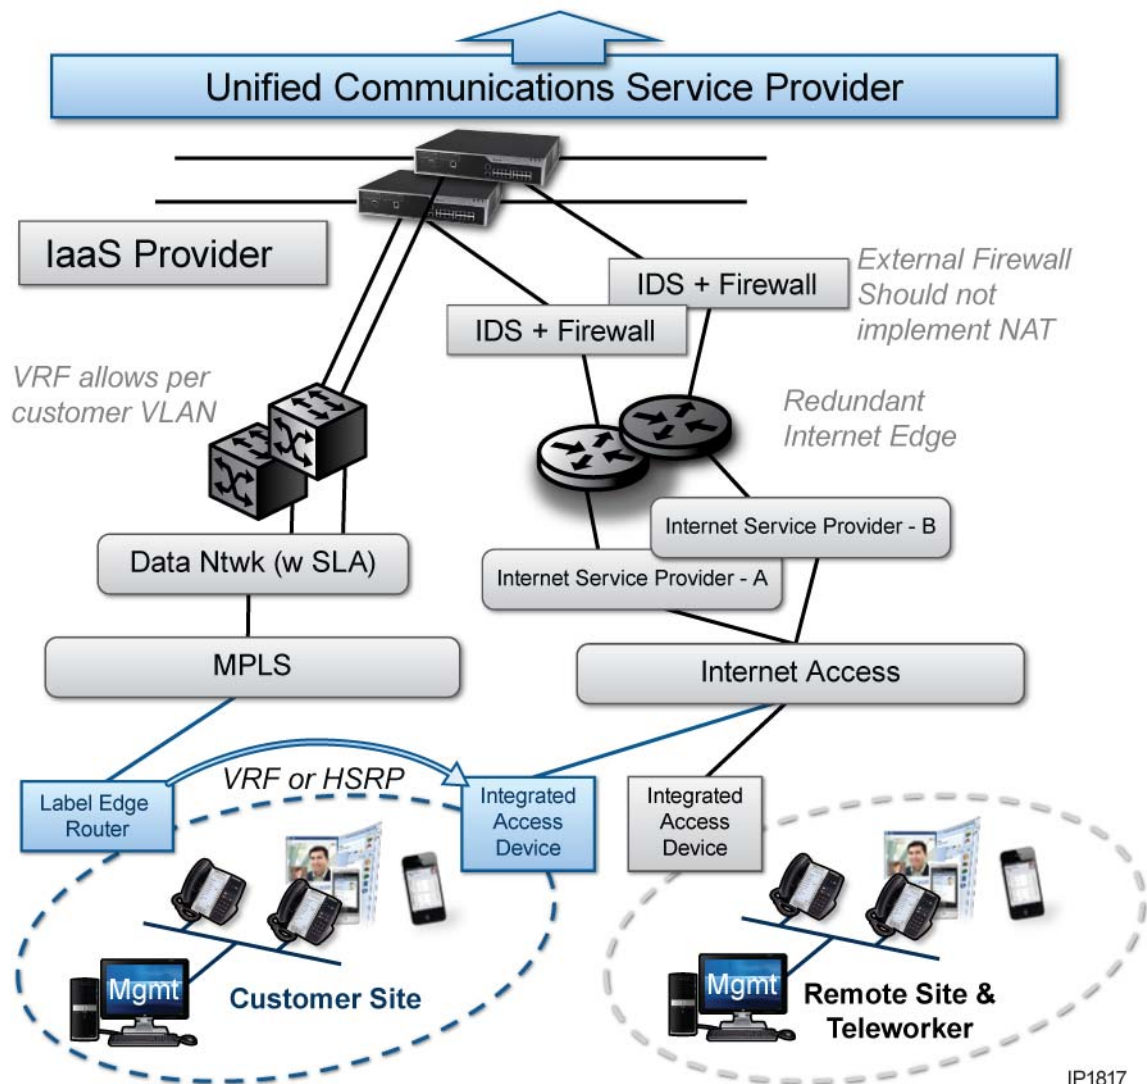 Unified Communications Service Provider
IaaS Provider
IDS + Firewall
External Firewall
Should not
implement NAT
IDS + Firewall
VRF allows per
customer VLAN
Redundant
Internet Edge
Internet Service Provider - B
Data Ntwk (w SLA)
Internet Service Provider - A
MPLS
Internet Access
Label Edge
Router
VRF or HSRP
Integrated
Access
Device
Integrated
Access
Device
Mgmt
Customer Site
Mgmt
Remote Site &
Teleworker
IP1817